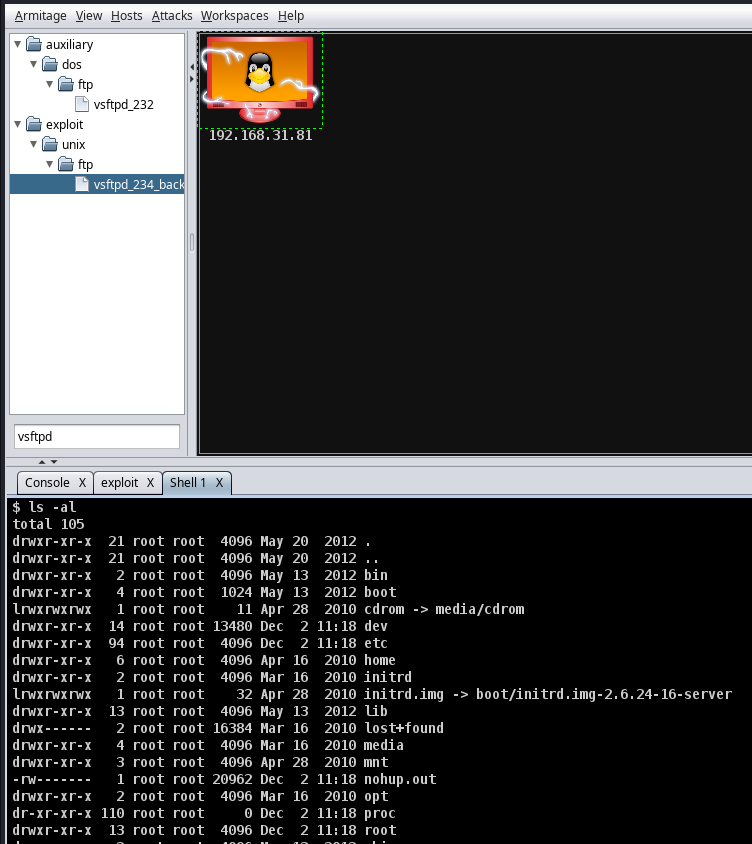 Armitage View Hosts Attacks Workspaces Help
auxiliary
dos
ftp
vsftpd_232
exploit
unix
ftp
vsftpd_234_back
vsftpd
192.168.31.81
Console X exploit X Shell 1 X
$ ls -al
total 105
drwxr-xr-x  21 root root  4096 May 20  2012 .
drwxr-xr-x  21 root root  4096 May 20  2012 ..
drwxr-xr-x   2 root root  4096 May 13  2012 bin
drwxr-xr-x   4 root root  1024 May 13  2012 boot
lrwxrwxrwx   1 root root    11 Apr 28  2010 cdrom -> media/cdrom
drwxr-xr-x  14 root root 13480 Dec  2 11:18 dev
drwxr-xr-x  94 root root  4096 Dec  2 11:18 etc
drwxr-xr-x   6 root root  4096 Apr 16  2010 home
drwxr-xr-x   2 root root  4096 Mar 16  2010 initrd
lrwxrwxrwx   1 root root    32 Apr 28  2010 initrd.img -> boot/initrd.img-2.6.24-16-server
drwxr-xr-x  13 root root  4096 May 13  2012 lib
drwx------   2 root root 16384 Mar 16  2010 lost+found
drwxr-xr-x   4 root root  4096 Mar 16  2010 media
drwxr-xr-x   3 root root  4096 Apr 28  2010 mnt
-rw-------   1 root root 20962 Dec  2 11:18 nohup.out
drwxr-xr-x   2 root root  4096 Mar 16  2010 opt
dr-xr-xr-x 110 root root     0 Dec  2 11:18 proc
drwxr-xr-x  13 root root  4096 Dec  2 11:18 root